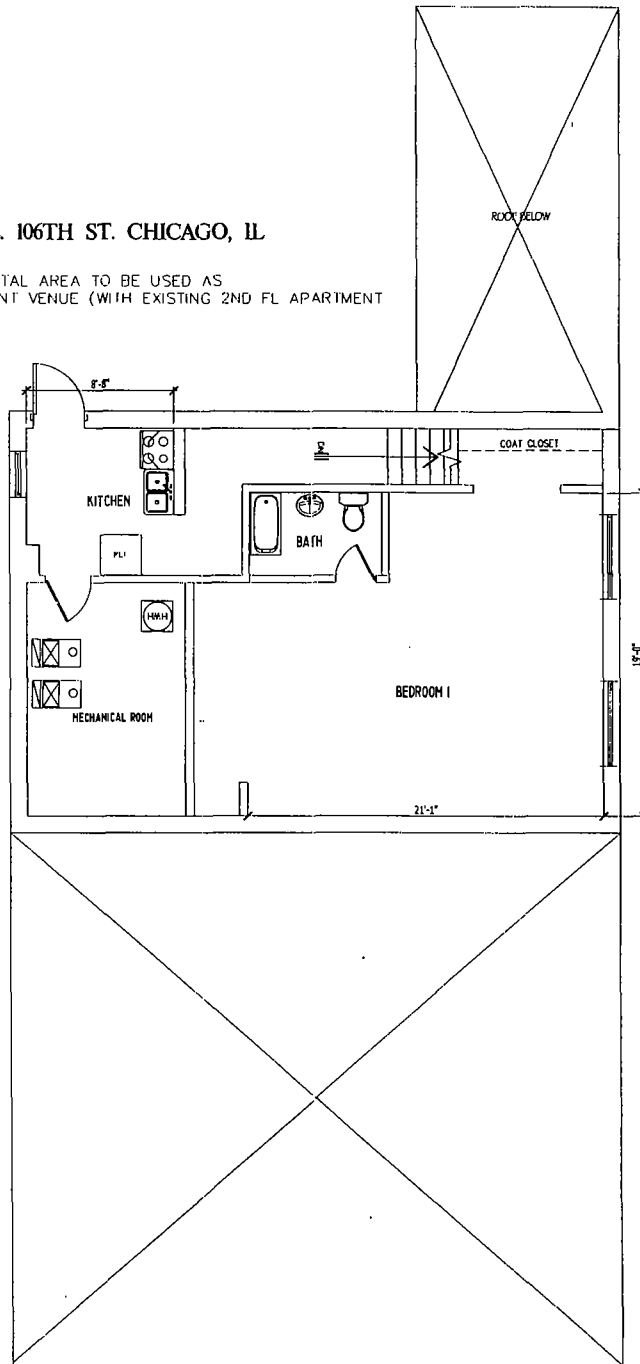 . 106TH ST. CHICAGO, IL
TAL AREA TO BE USED AS
NT VENUE (WITH EXISTING 2ND FL APARTMENT
ROOF BELOW
8'-8"
COAT CLOSET
KITCHEN
BATH
MECHANICAL ROOM
BEDROOM 1
19'-0"
21'-1"